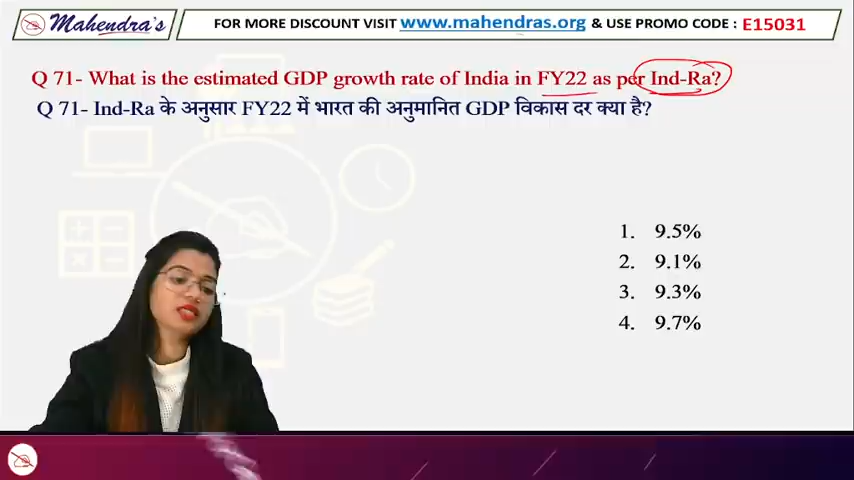 Mahendra's
FOR MORE DISCOUNT VISIT www.mahendras.org & USE PROMO CODE : E15031
Q 71- What is the estimated GDP growth rate of India in FY22 as per Ind-Ra?
Q 71- Ind-Ra के अनुसार FY22 में भारत की अनुमानित GDP विकास दर क्या है?
1. 9.5%
2. 9.1%
3. 9.3%
4. 9.7%